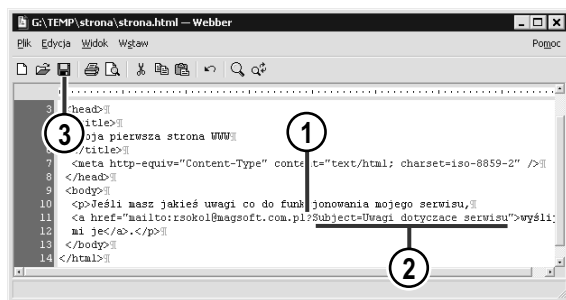 G:\TEMP\strona\strona.html — Webber
Plik Edycja Widok Wstaw Pomoc
3 <head>¶
<title>¶
Moja pierwsza strona WWW¶
6 </title>¶
7 <meta http-equiv="Content-Type" content="text/html; charset=iso-8859-2" />¶
8 </head>¶
9 <body>¶
10 <p>Jeśli masz jakieś uwagi co do funkcjonowania mojego serwisu,¶
11 <a href="mailto:rsokol@magsoft.com.pl?Subject=Uwagi dotyczace serwisu">wyślij
12 mi je</a>.</p>¶
13 </body>¶
14 </html>¶
1
2
3